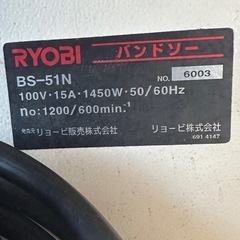 RYOBI バンドソー
BS-51N NO. 6003
100V・15A・1450W・50/60Hz
no:1200/600min.⁻¹
発売元 リョービ販売株式会社 リョービ株式会社
691 4147